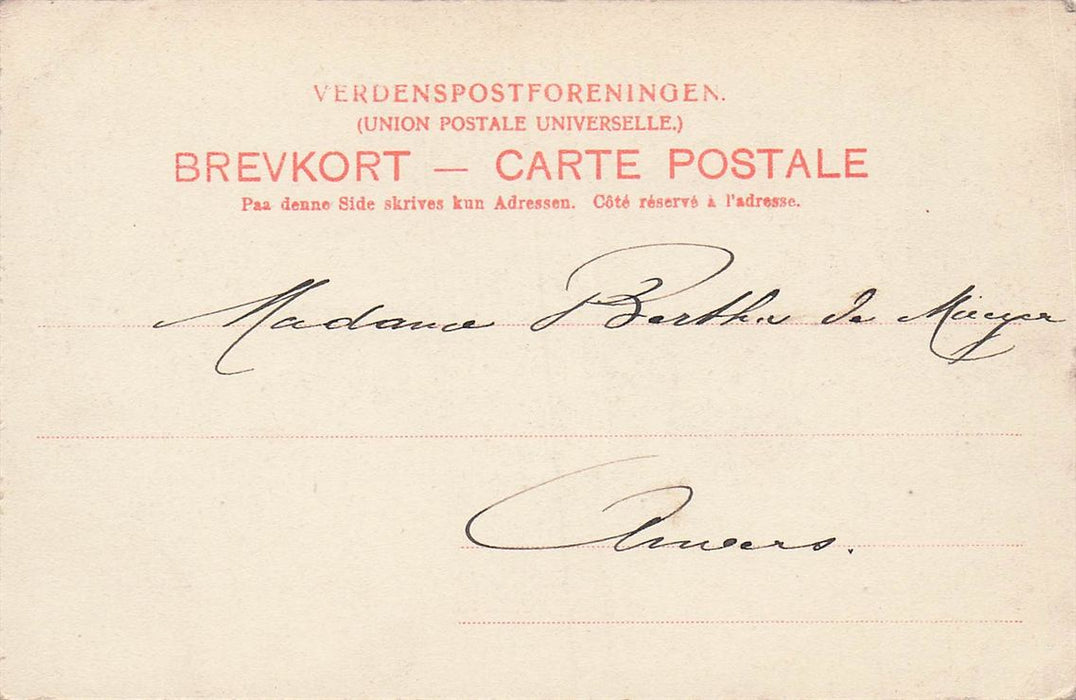 VERDENSPOSTFORENINGEN.
(UNION POSTALE UNIVERSELLE.)
BREVKORT — CARTE POSTALE
Paa denne Side skrives kun Adressen. Côté réservé à l'adresse.
Madame Berthe de
Anvers.